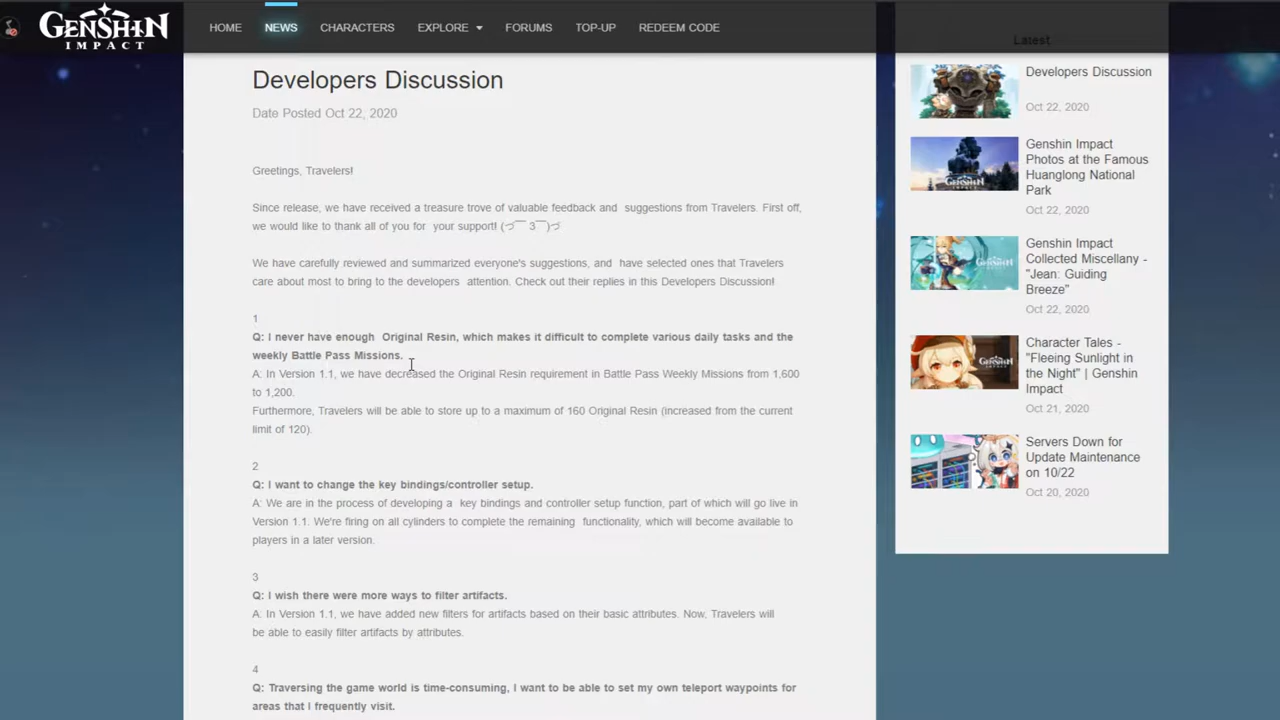 GENSHIN
IMPACT
HOME
NEWS
CHARACTERS
EXPLORE
FORUMS
TOP-UP
REDEEM CODE
Developers Discussion
Date Posted Oct 22, 2020
Greetings, Travelers!
Since release, we have received a treasure trove of valuable feedback and suggestions from Travelers. First off,
we would like to thank all of you for your support! (づ￣ 3￣)づ
We have carefully reviewed and summarized everyone's suggestions, and have selected ones that Travelers
care about most to bring to the developers attention. Check out their replies in this Developers Discussion!
1
Q: I never have enough Original Resin, which makes it difficult to complete various daily tasks and the
weekly Battle Pass Missions.
A: In Version 1.1, we have decreased the Original Resin requirement in Battle Pass Weekly Missions from 1,600
to 1,200.
Furthermore, Travelers will be able to store up to a maximum of 160 Original Resin (increased from the current
limit of 120).
2
Q: I want to change the key bindings/controller setup.
A: We are in the process of developing a key bindings and controller setup function, part of which will go live in
Version 1.1. We're firing on all cylinders to complete the remaining functionality, which will become available to
players in a later version.
3
Q: I wish there were more ways to filter artifacts.
A: In Version 1.1, we have added new filters for artifacts based on their basic attributes. Now, Travelers will
be able to easily filter artifacts by attributes.
4
Q: Traversing the game world is time-consuming, I want to be able to set my own teleport waypoints for
areas that I frequently visit.
Latest
Developers Discussion
Oct 22, 2020
Genshin Impact
Photos at the Famous
Huanglong National
Park
Oct 22, 2020
Genshin Impact
Collected Miscellany -
"Jean: Guiding
Breeze"
Oct 22, 2020
Character Tales -
"Fleeing Sunlight in
the Night" | Genshin
Impact
Oct 21, 2020
Servers Down for
Update Maintenance
on 10/22
Oct 20, 2020